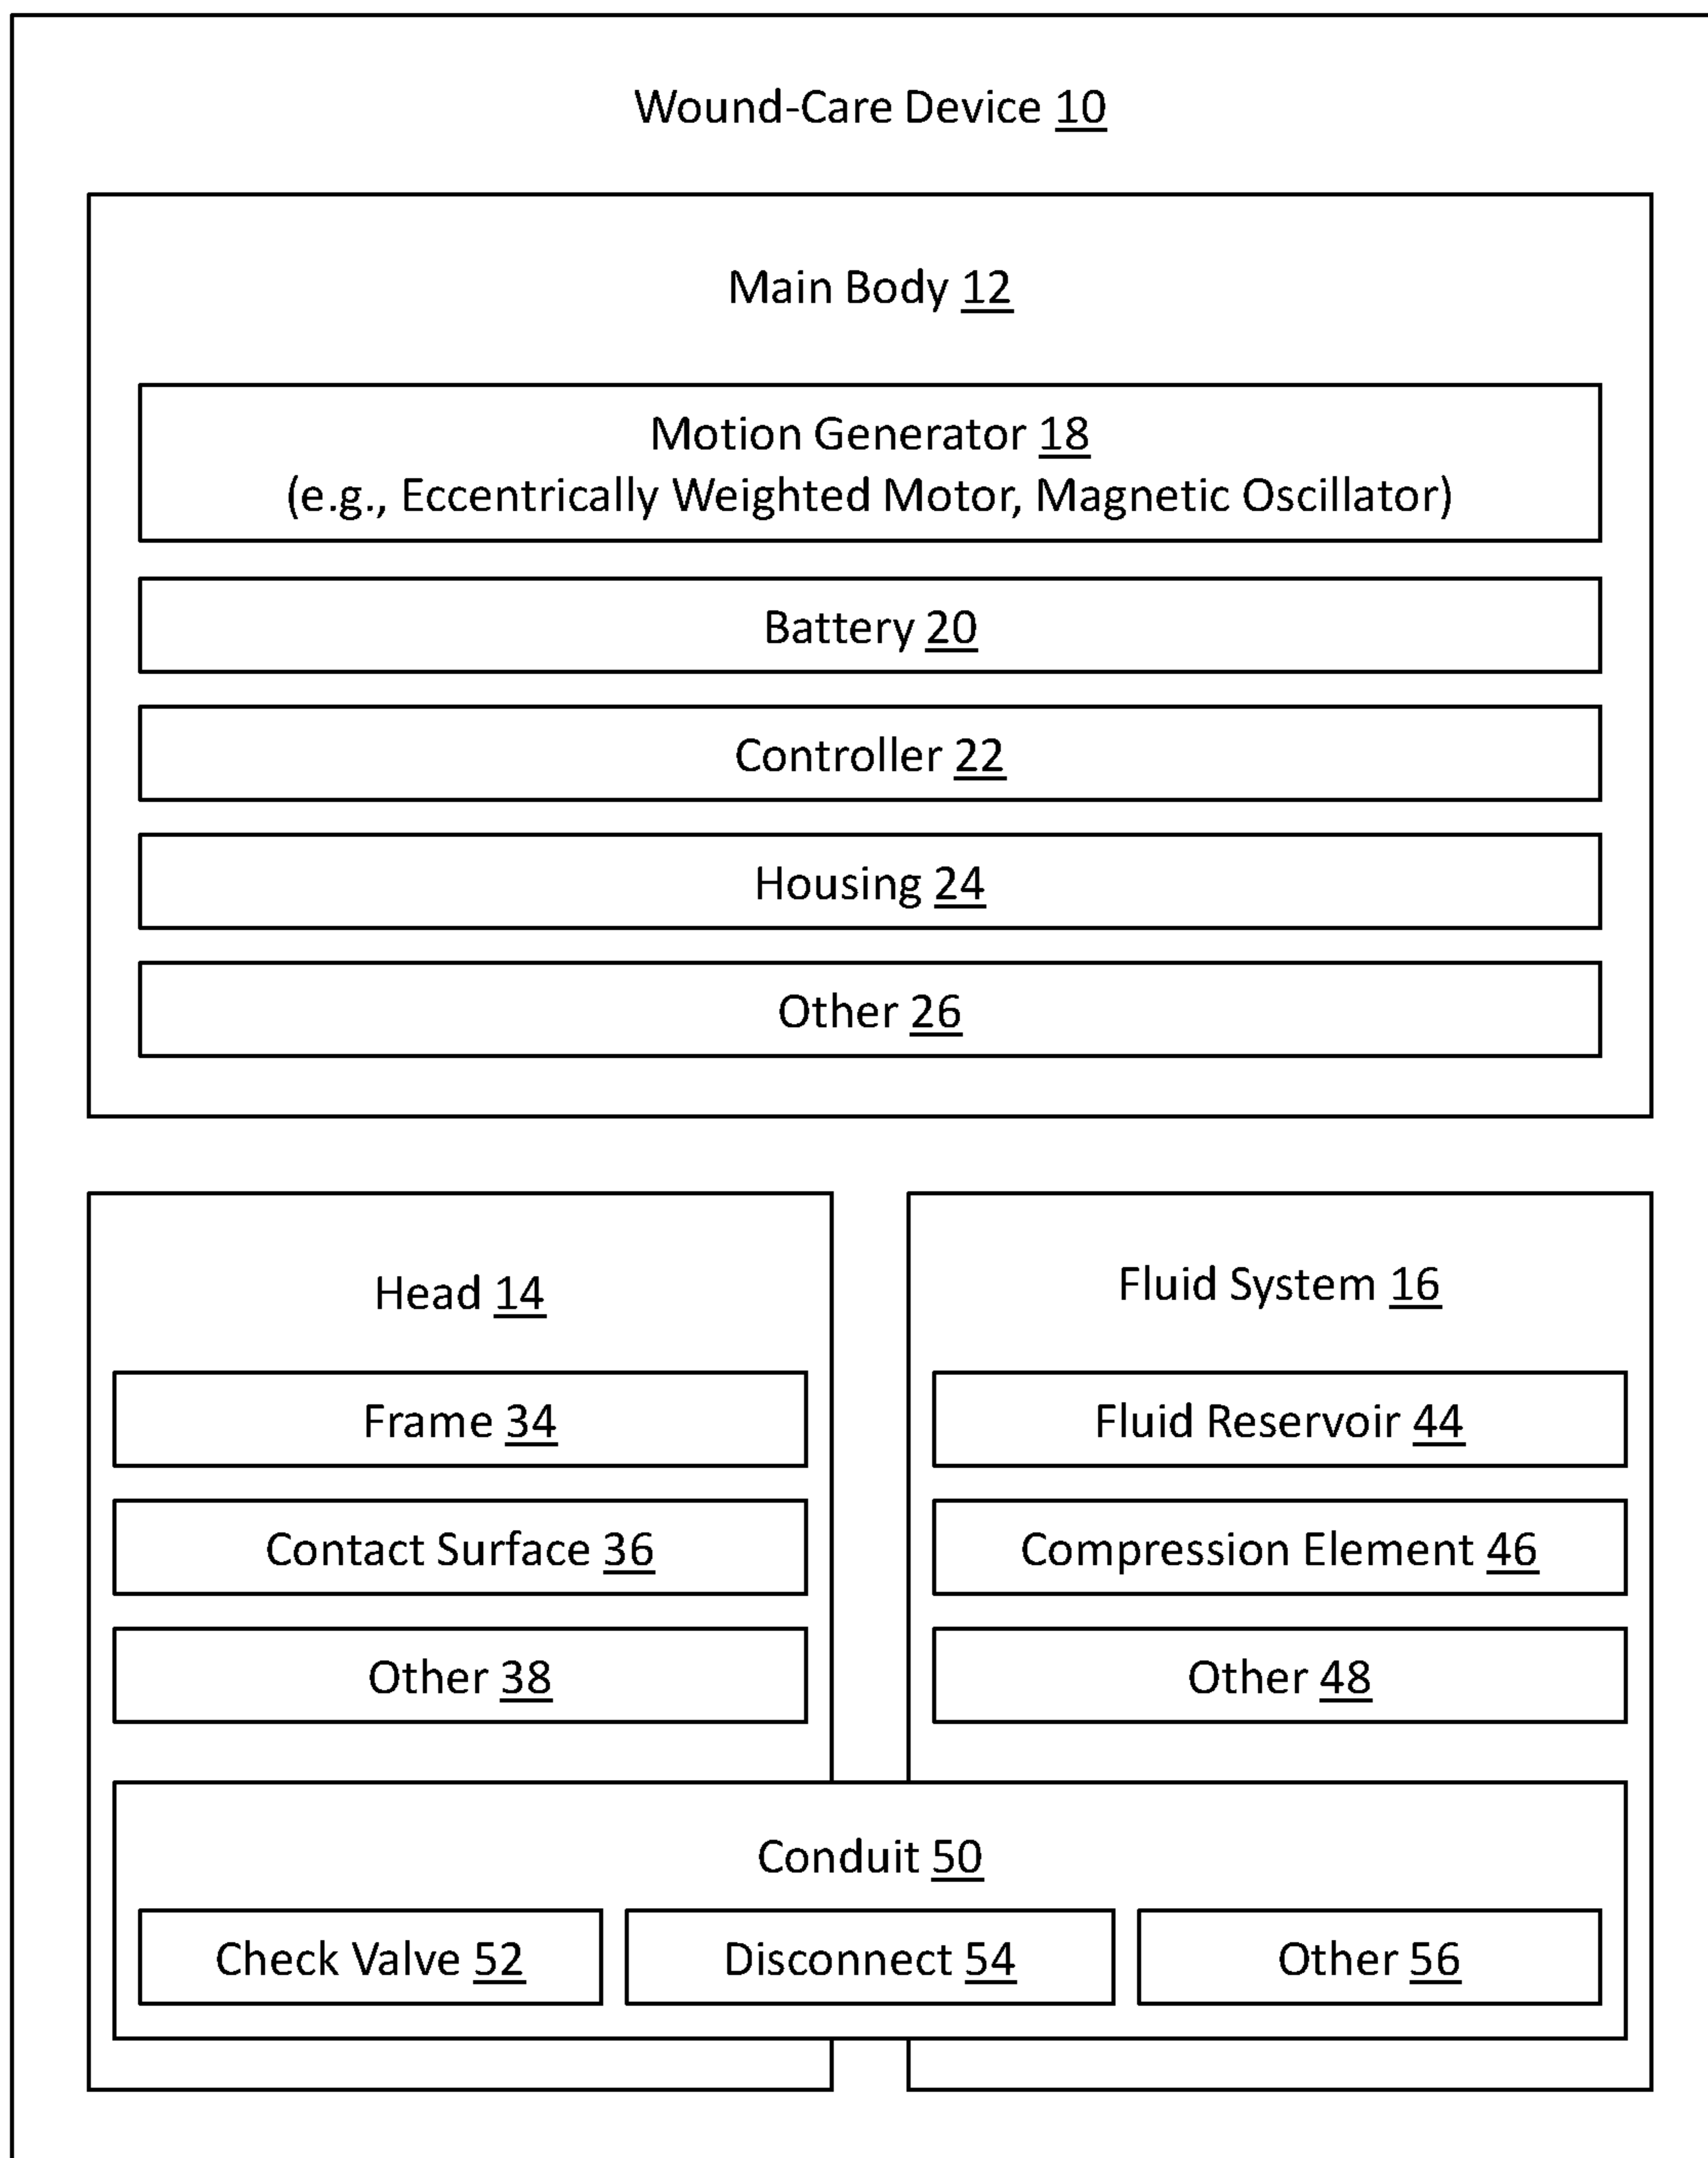 Wound-Care Device 10
Main Body 12
Motion Generator 18
(e.g., Eccentrically Weighted Motor, Magnetic Oscillator)
Battery 20
Controller 22
Housing 24
Other 26
Head 14
Frame 34
Contact Surface 36
Other 38
Fluid System 16
Fluid Reservoir 44
Compression Element 46
Other 48
Conduit 50
Check Valve 52
Disconnect 54
Other 56